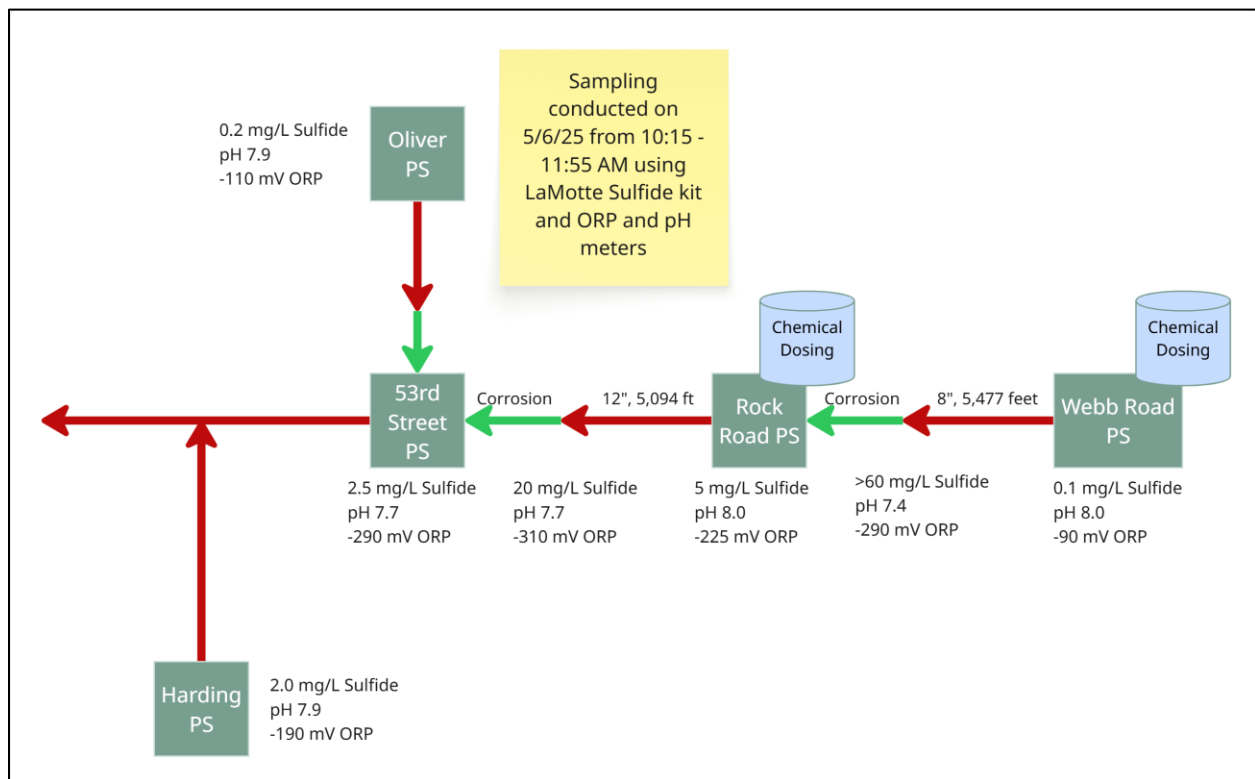 Sampling
conducted on
5/6/25 from 10:15 -
11:55 AM using
LaMotte Sulfide kit
and ORP and pH
meters
0.2 mg/L Sulfide
pH 7.9
-110 mV ORP
Oliver
PS
Chemical
Dosing
Chemical
Dosing
53rd
Street
PS
Corrosion
12", 5,094 ft
Rock
Road PS
Corrosion
8", 5,477 feet
Webb Road
PS
2.5 mg/L Sulfide
pH 7.7
-290 mV ORP
20 mg/L Sulfide
pH 7.7
-310 mV ORP
5 mg/L Sulfide
pH 8.0
-225 mV ORP
>60 mg/L Sulfide
pH 7.4
-290 mV ORP
0.1 mg/L Sulfide
pH 8.0
-90 mV ORP
Harding
PS
2.0 mg/L Sulfide
pH 7.9
-190 mV ORP